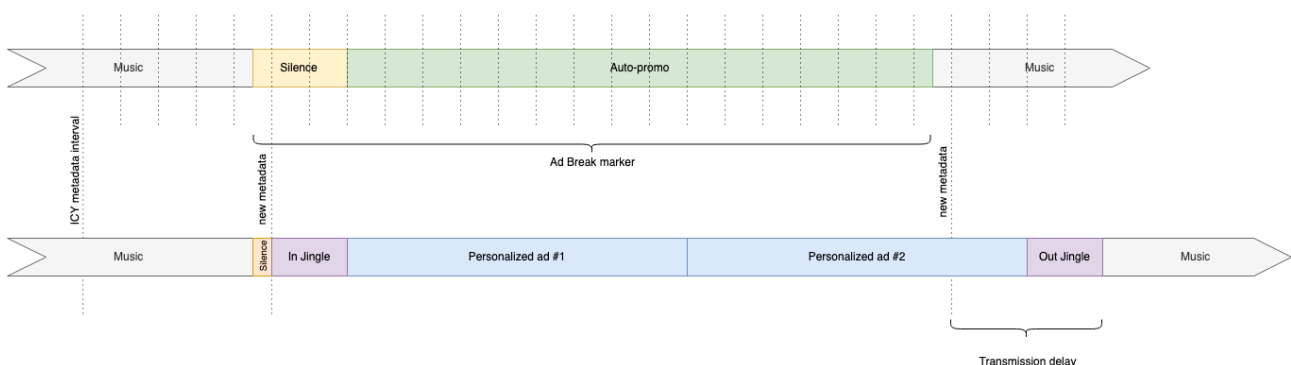 Music
Silence
Auto-promo
Music
ICY metadata interval
new metadata
Ad Break marker
new metadata
Music
Silence
In Jingle
Personalized ad #1
Personalized ad #2
Out Jingle
Music
Transmission delay